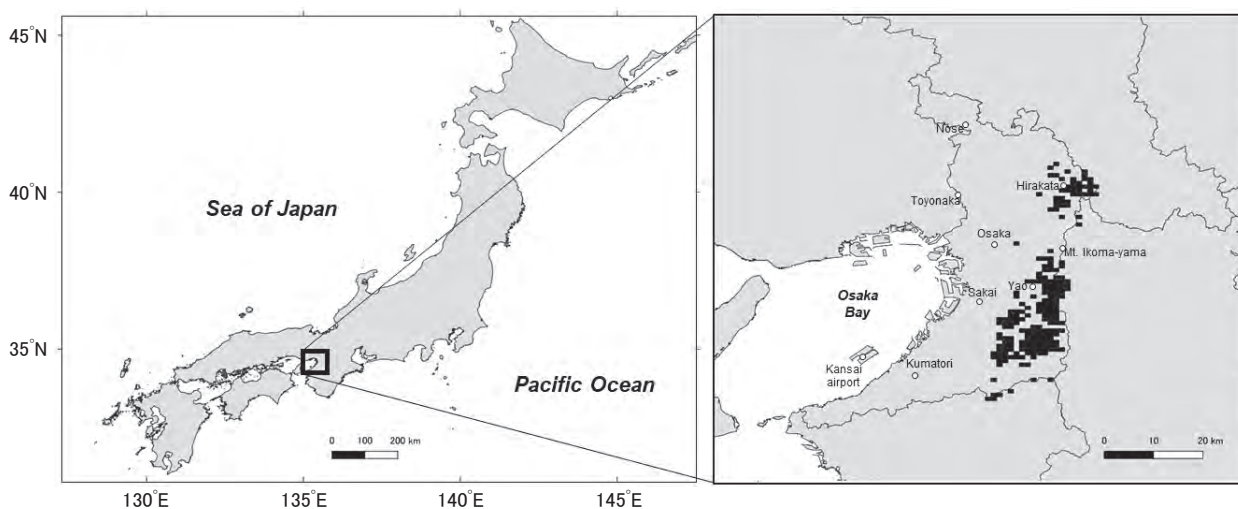 45°N
40°N
35°N
130°E
135°E
140°E
145°E
Sea of Japan
Pacific Ocean
0 100 200 km
Nose
Hirakata
Toyonaka
Osaka
Mt. Ikoma-yama
Yao
Sakai
Osaka
Bay
Kansai
airport
Kumatori
0 10 20 km